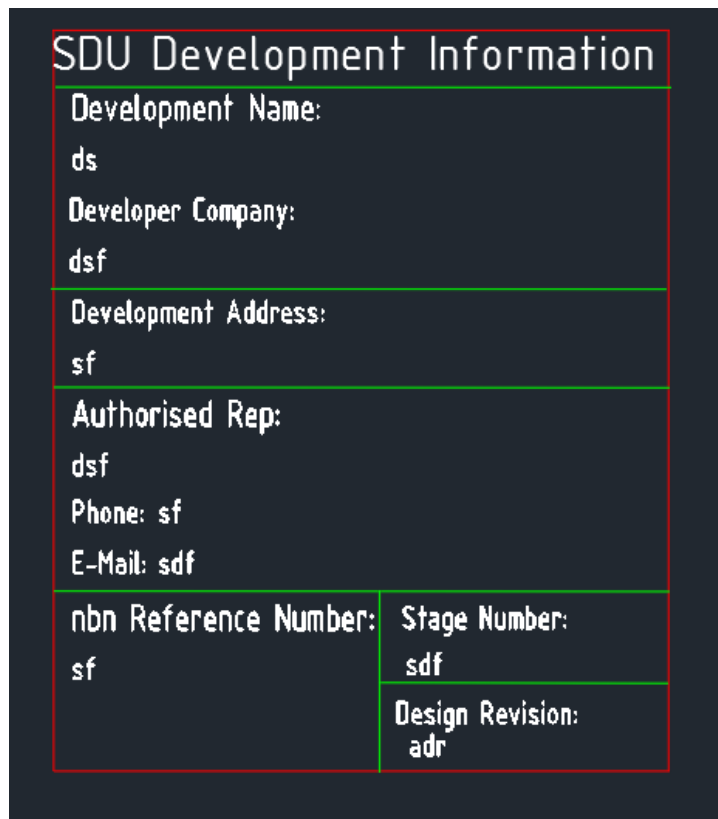 SDU Development Information
Development Name:
ds
Developer Company:
dsf
Development Address:
sf
Authorised Rep:
dsf
Phone: sf
E-Mail: sdf
nbn Reference Number:
sf
Stage Number:
sdf
Design Revision:
adr